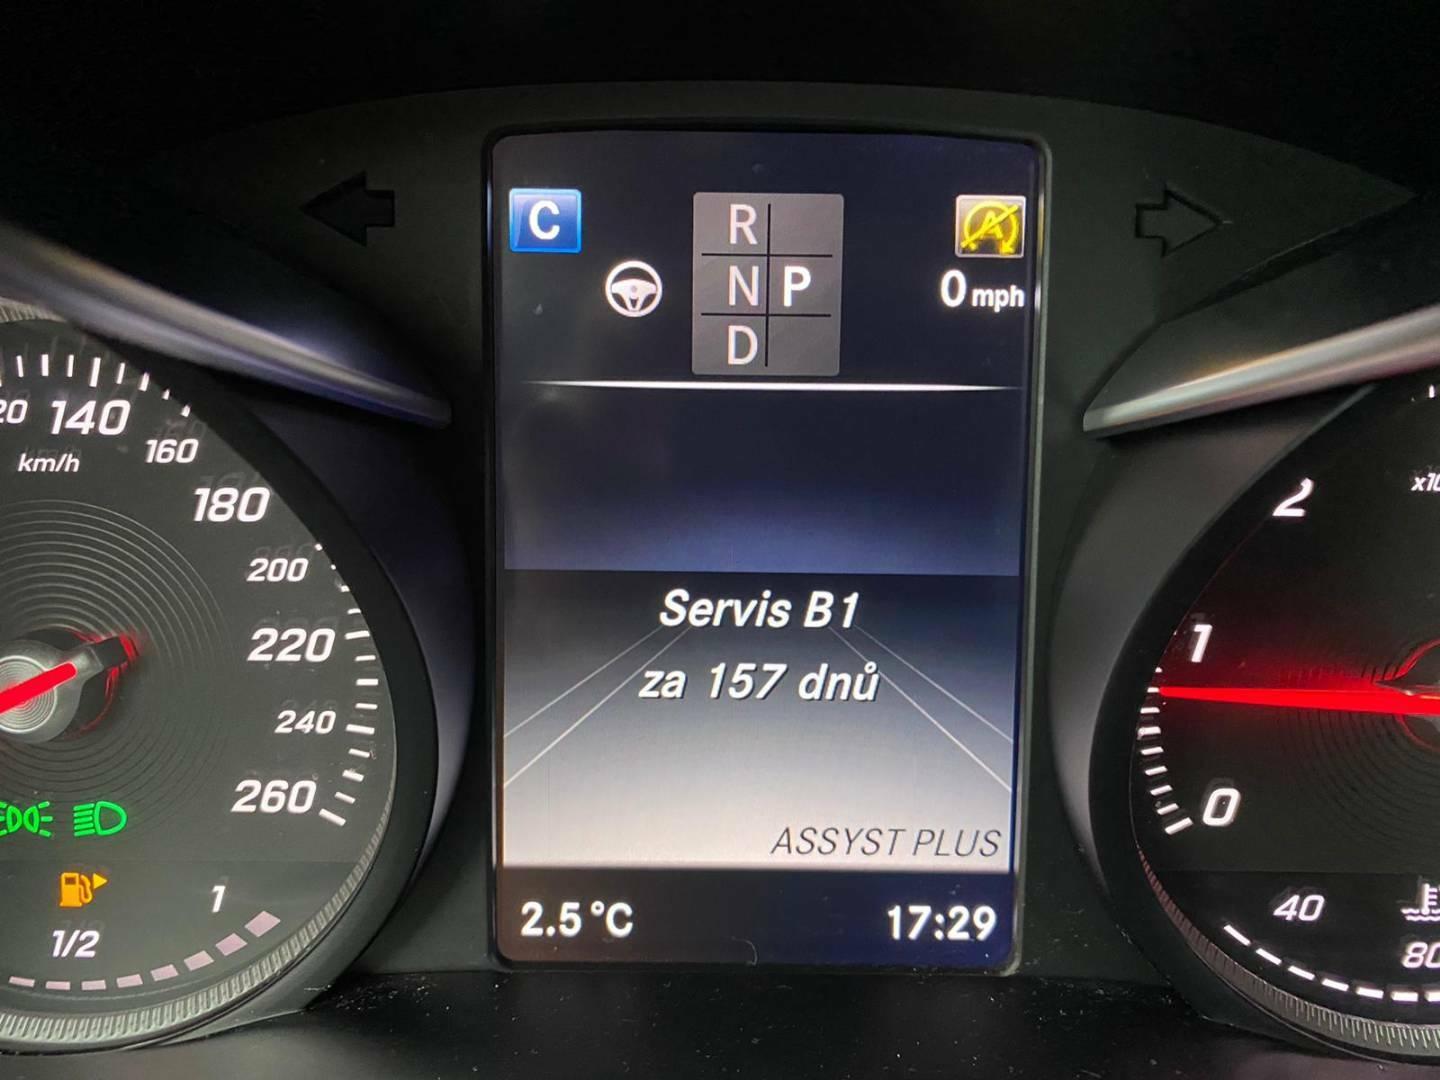 C
R
N P
D
A
0 mph
140
km/h
160
180
200
220
240
260
1/2
1
Servis B1
za 157 dnů
ASSYST PLUS
2.5 °C
17:29
2
1
0
40